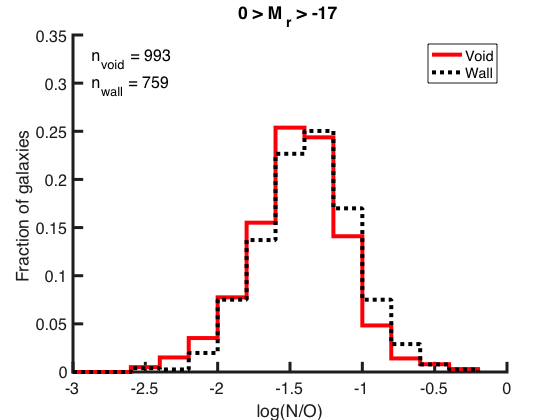 0 > M_r > -17
n_void = 993
n_wall = 759
Void
Wall
Fraction of galaxies
0.35
0.3
0.25
0.2
0.15
0.1
0.05
0
-3 -2.5 -2 -1.5 -1 -0.5 0
log(N/O)